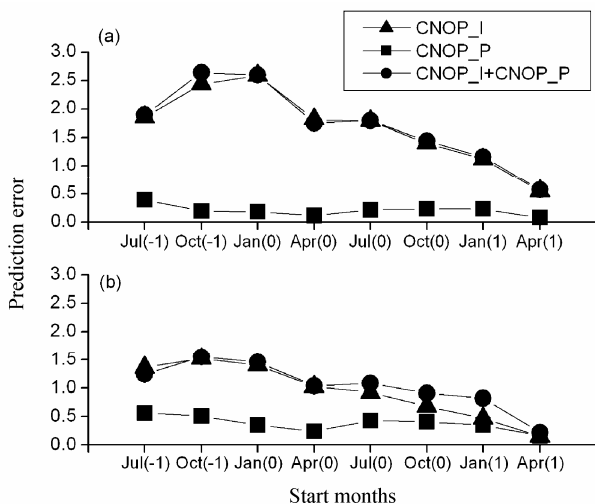 (a)
CNOP_I
CNOP_P
CNOP_I+CNOP_P
3.0
2.5
2.0
1.5
1.0
0.5
0.0
Jul(-1) Oct(-1) Jan(0) Apr(0) Jul(0) Oct(0) Jan(1) Apr(1)
Prediction error
(b)
3.0
2.5
2.0
1.5
1.0
0.5
0.0
Jul(-1) Oct(-1) Jan(0) Apr(0) Jul(0) Oct(0) Jan(1) Apr(1)
Start months